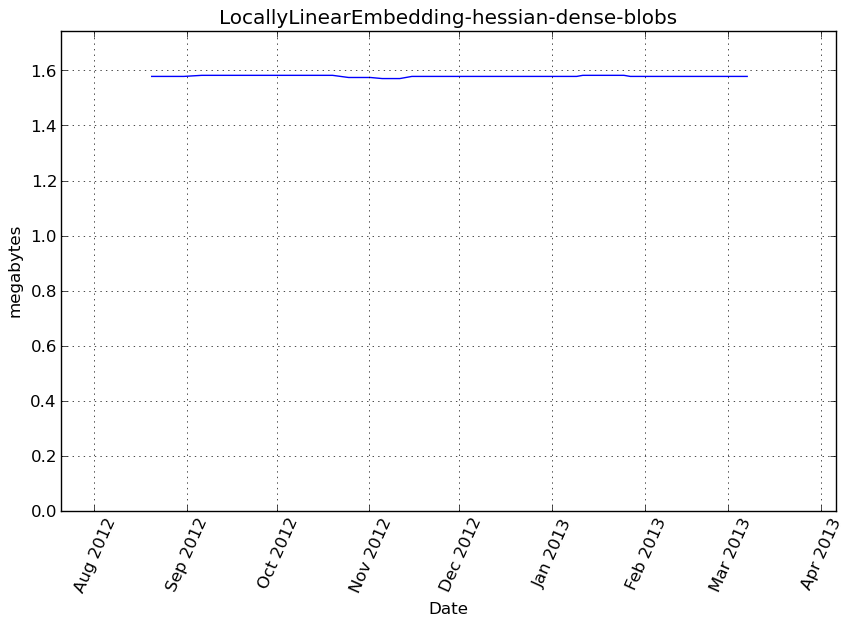 LocallyLinearEmbedding-hessian-dense-blobs
megabytes
1.6
1.4
1.2
1.0
0.8
0.6
0.4
0.2
0.0
Aug 2012
Sep 2012
Oct 2012
Nov 2012
Dec 2012
Jan 2013
Feb 2013
Mar 2013
Apr 2013
Date